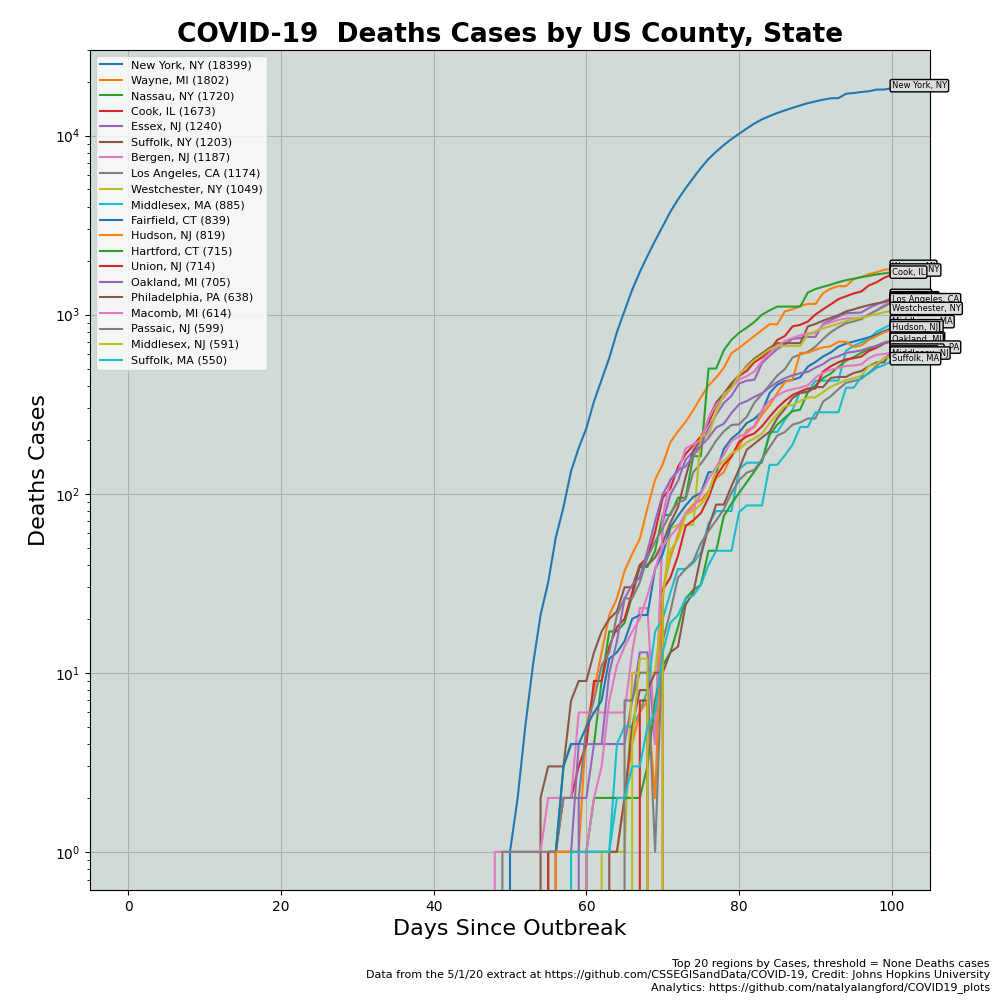 COVID-19  Deaths Cases by US County, State
New York, NY (18399)
Wayne, MI (1802)
Nassau, NY (1720)
Cook, IL (1673)
Essex, NJ (1240)
Suffolk, NY (1203)
Bergen, NJ (1187)
Los Angeles, CA (1174)
Westchester, NY (1049)
Middlesex, MA (885)
Fairfield, CT (839)
Hudson, NJ (819)
Hartford, CT (715)
Union, NJ (714)
Oakland, MI (705)
Philadelphia, PA (638)
Macomb, MI (614)
Passaic, NJ (599)
Middlesex, NJ (591)
Suffolk, MA (550)
New York, NY
NY
Cook, IL
Los Angeles, CA
Westchester, NY
MA
Hudson, NJ
Oakland, MI
PA
Middlesex, NJ
Suffolk, MA
Deaths Cases
10⁴
10³
10²
10¹
10⁰
0 20 40 60 80 100
Days Since Outbreak
Top 20 regions by Cases, threshold = None Deaths cases
Data from the 5/1/20 extract at https://github.com/CSSEGISandData/COVID-19, Credit: Johns Hopkins University
Analytics: https://github.com/natalyalangford/COVID19_plots